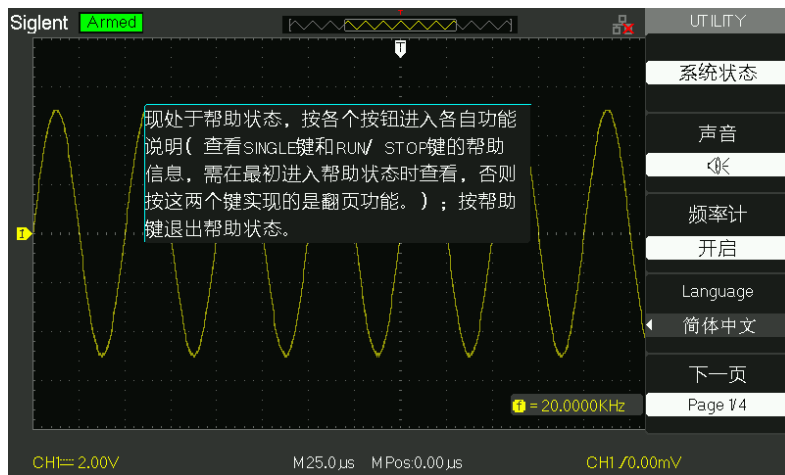 Siglent Armed T UTILITY
T
系统状态
现处于帮助状态，按各个按钮进入各自功能
说明( 查看SINGLE键和RUN/ STOP键的帮助
信息，需在最初进入帮助状态时查看，否则
按这两个键实现的是翻页功能。)；按帮助
键退出帮助状态。
声音
频率计
开启
Language
简体中文
下一页
Page 1/4
1
f = 20.0000KHz
CH1 2.00V M25.0µs M Pos:0.00µs CH1 /0.00mV